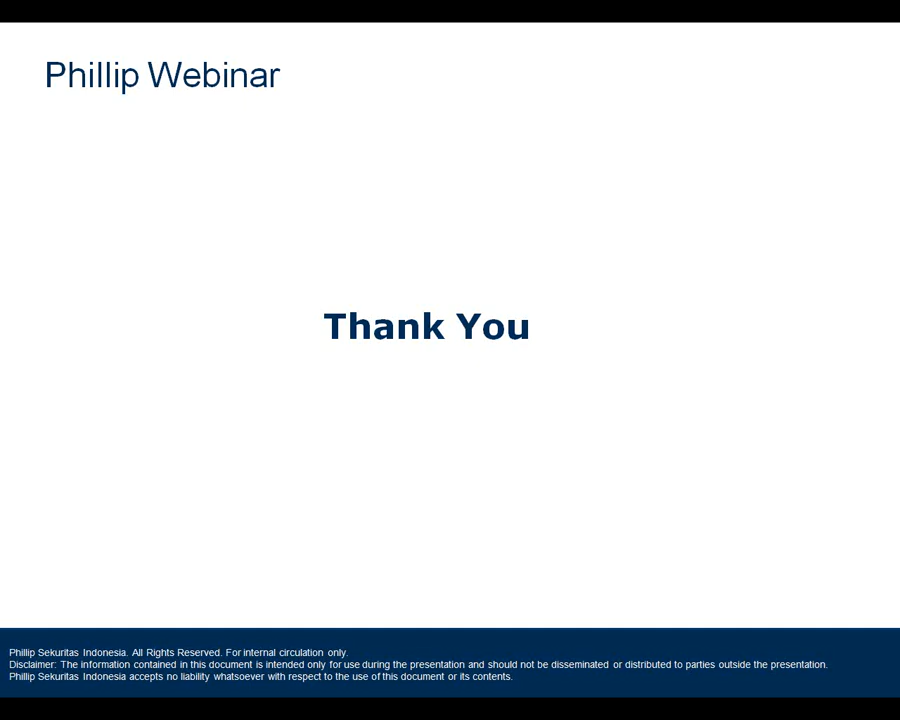 Phillip Webinar
Thank You
Phillip Sekuritas Indonesia. All Rights Reserved. For internal circulation only.
Disclaimer: The information contained in this document is intended only for use during the presentation and should not be disseminated or distributed to parties outside the presentation.
Phillip Sekuritas Indonesia accepts no liability whatsoever with respect to the use of this document or its contents.